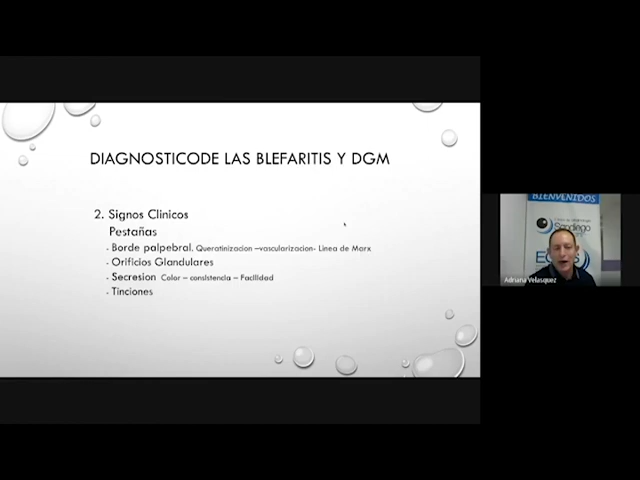 DIAGNOSTICODE LAS BLEFARITIS Y DGM
2. Signos Clinicos
Pestañas
- Borde palpebral. Queratinizacion –vascularizacion- Linea de Marx
- Orificios Glandulares
- Secresion Color – consistencia – Facilidad
- Tinciones
BIENVENIDOS
Sandiego
Adriana Velasquez